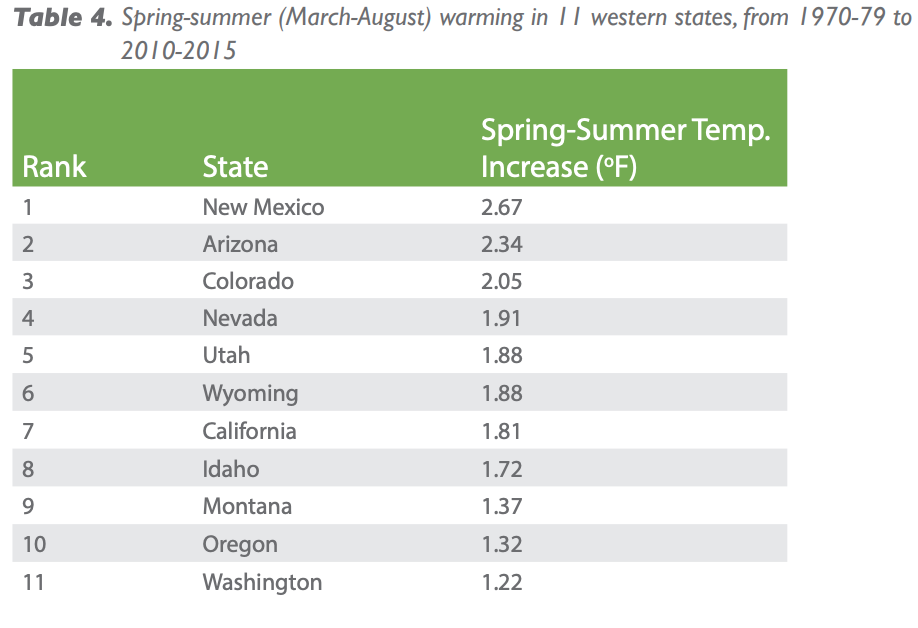 Table 4. Spring-summer (March-August) warming in 11 western states, from 1970-79 to
2010-2015
Spring-Summer Temp.
Rank State Increase (ºF)
1 New Mexico 2.67
2 Arizona 2.34
3 Colorado 2.05
4 Nevada 1.91
5 Utah 1.88
6 Wyoming 1.88
7 California 1.81
8 Idaho 1.72
9 Montana 1.37
10 Oregon 1.32
11 Washington 1.22